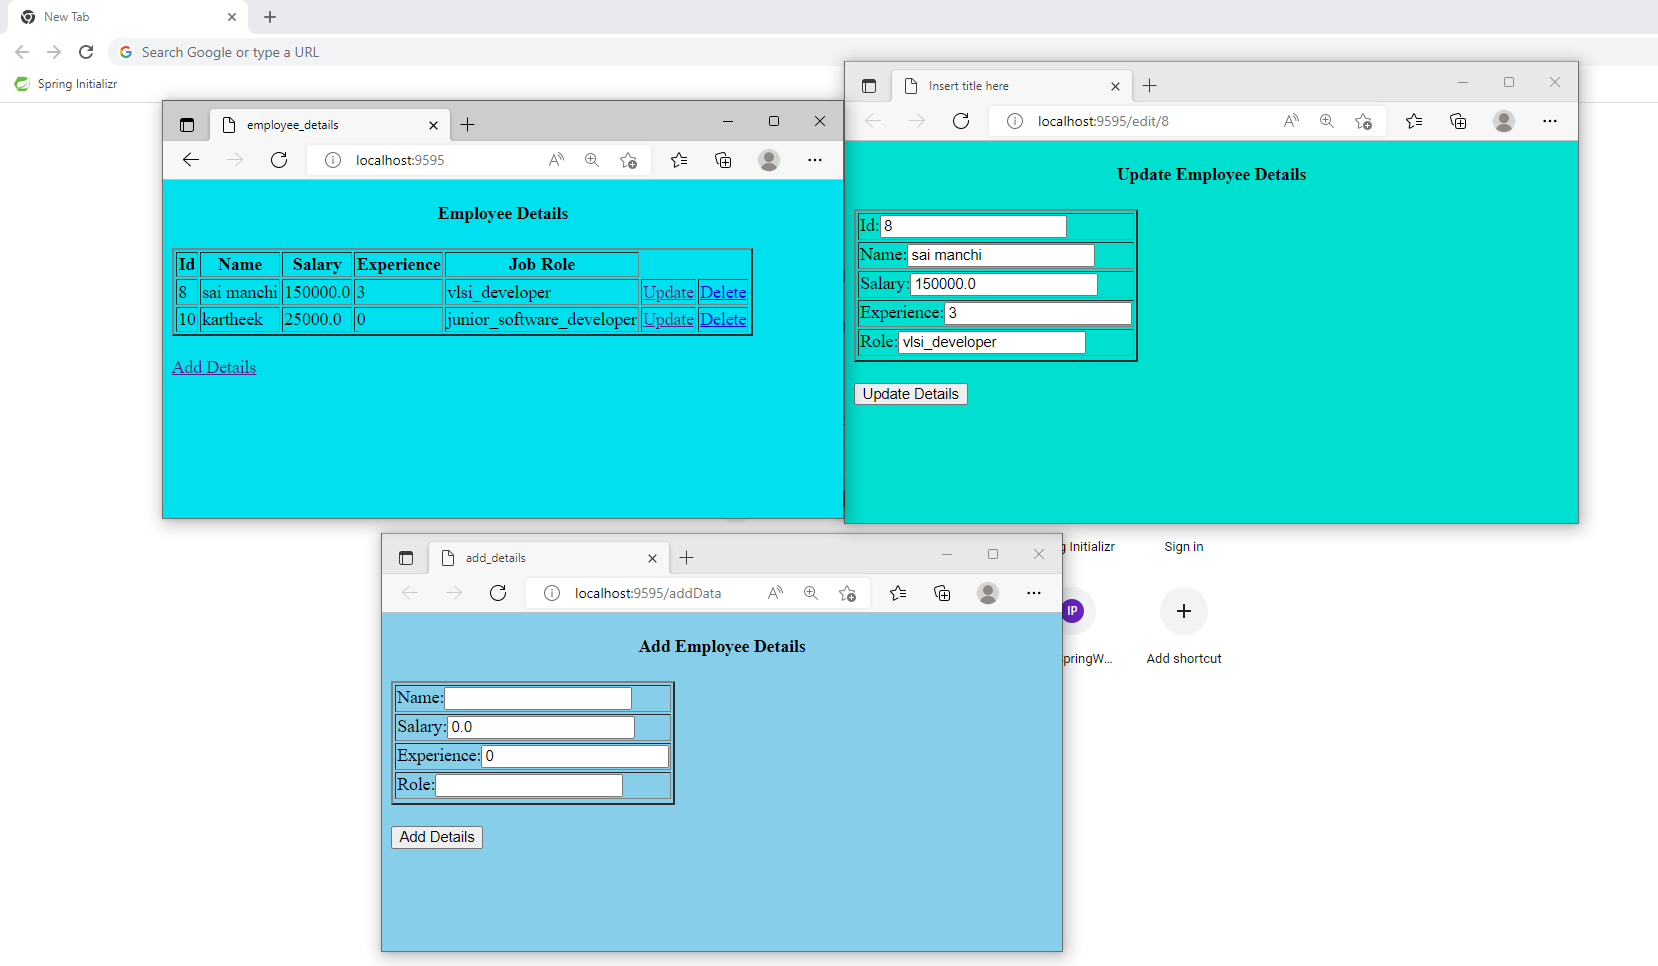 New Tab
Search Google or type a URL
Spring Initializr
employee_details
localhost:9595
Employee Details
Id Name Salary Experience Job Role
8 sai manchi 150000.0 3 vlsi_developer Update Delete
10 kartheek 25000.0 0 junior_software_developer Update Delete
Add Details
Insert title here
localhost:9595/edit/8
Update Employee Details
Id: 8
Name: sai manchi
Salary: 150000.0
Experience: 3
Role: vlsi_developer
Update Details
add_details
localhost:9595/addData
Add Employee Details
Name:
Salary: 0.0
Experience: 0
Role:
Add Details
g Initializr
Sign in
IP
pringW...
Add shortcut